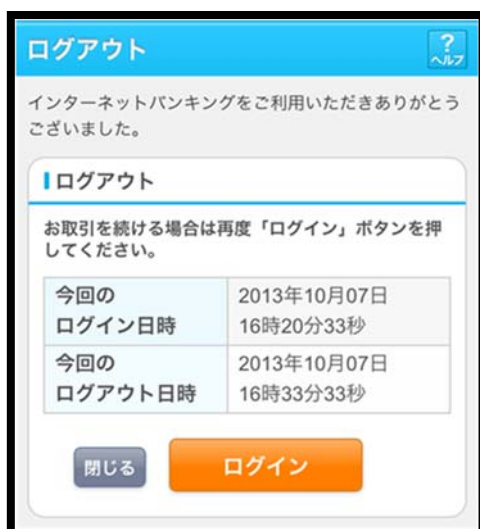 ログアウト
?
ヘルプ
インターネットバンキングをご利用いただきありがとう
ございました。
ログアウト
お取引を続ける場合は再度「ログイン」ボタンを押
してください。
今回の 2013年10月07日
ログイン日時 16時20分33秒
今回の 2013年10月07日
ログアウト日時 16時33分33秒
閉じる ログイン